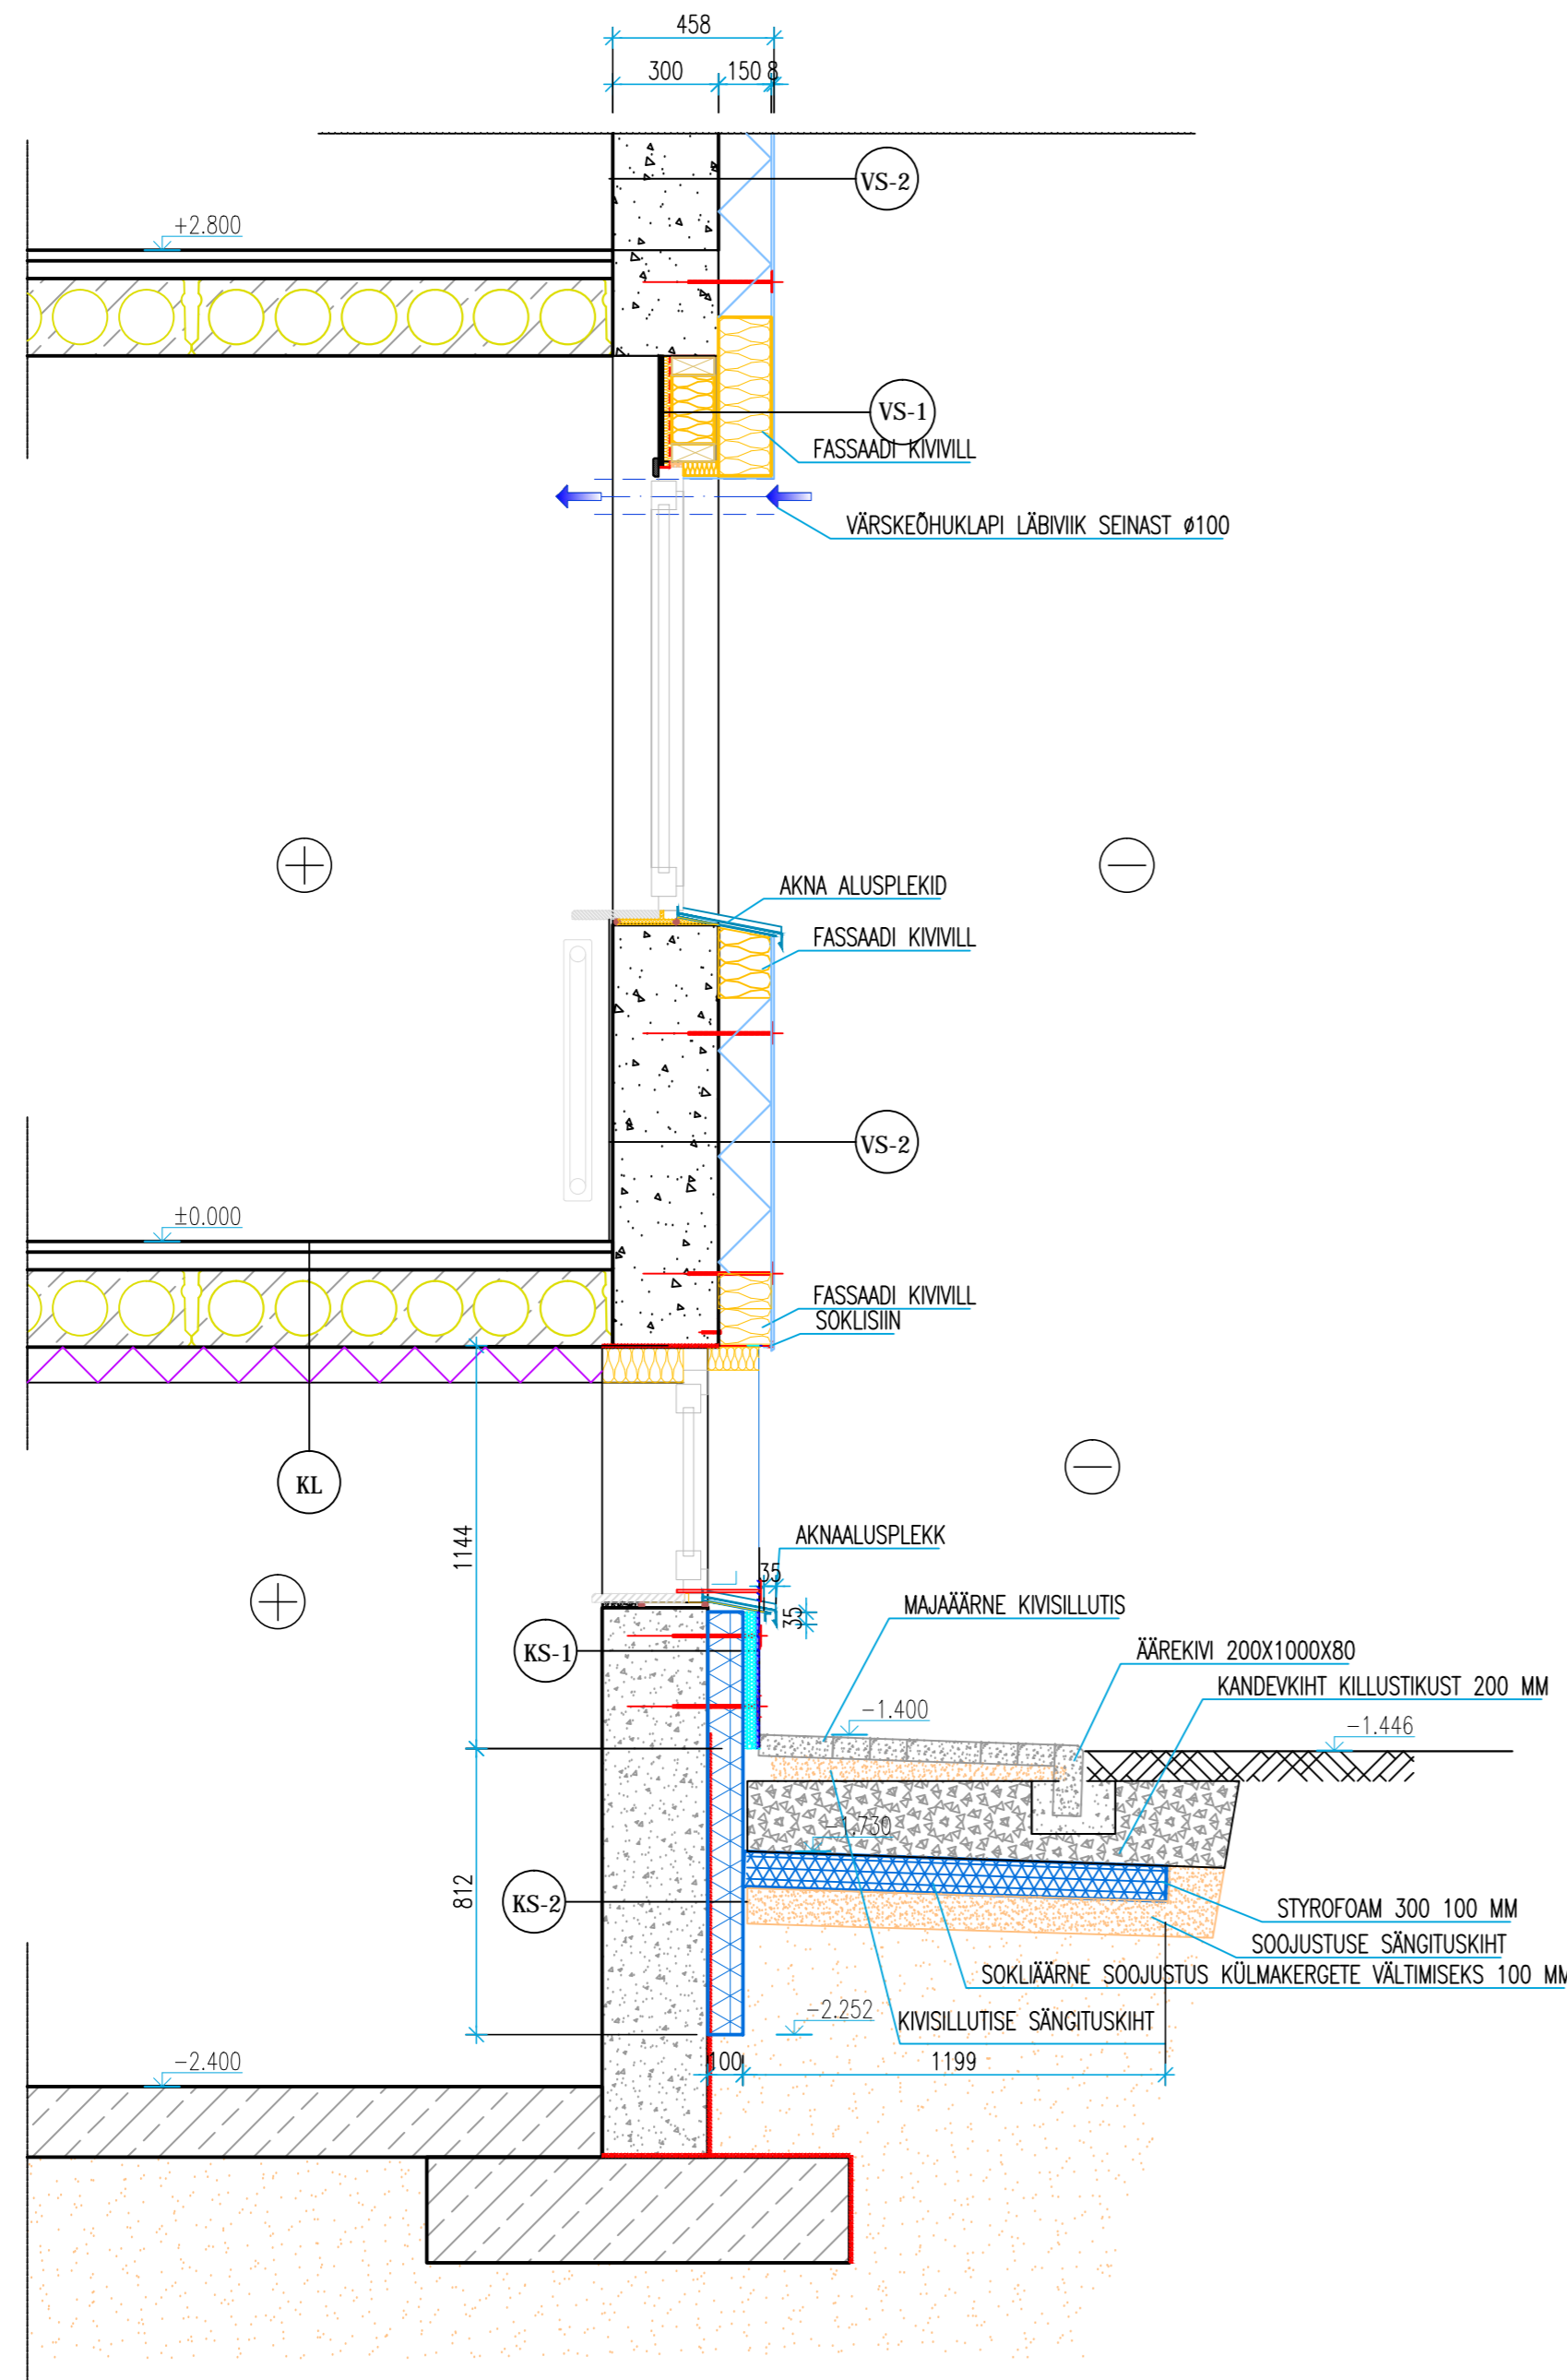 458
300
150
8
VS-2
+2.800
VS-1
FASSAADI KIVIVILL
VÄRSKEÕHUKLAPI LÄBIVIIK SEINAST Ø100
AKNA ALUSPLEKID
FASSAADI KIVIVILL
VS-2
±0.000
FASSAADI KIVIVILL
SOKLISIIN
KL
1144
AKNAALUSPLEKK
35
35
MAJAÄÄRNE KIVISILLUTIS
KS-1
ÄÄREKIVI 200X1000X80
KANDEVKIHT KILLUSTIKUST 200 MM
-1.400
-1.446
-1.730
812
KS-2
STYROFOAM 300 100 MM
SOOJUSTUSE SÄNGITUSKIHT
SOKLIÄÄRNE SOOJUSTUS KÜLMAKERGETE VÄLTIMISEKS 100 MM
-2.252
KIVISILLUTISE SÄNGITUSKIHT
-2.400
100
1199